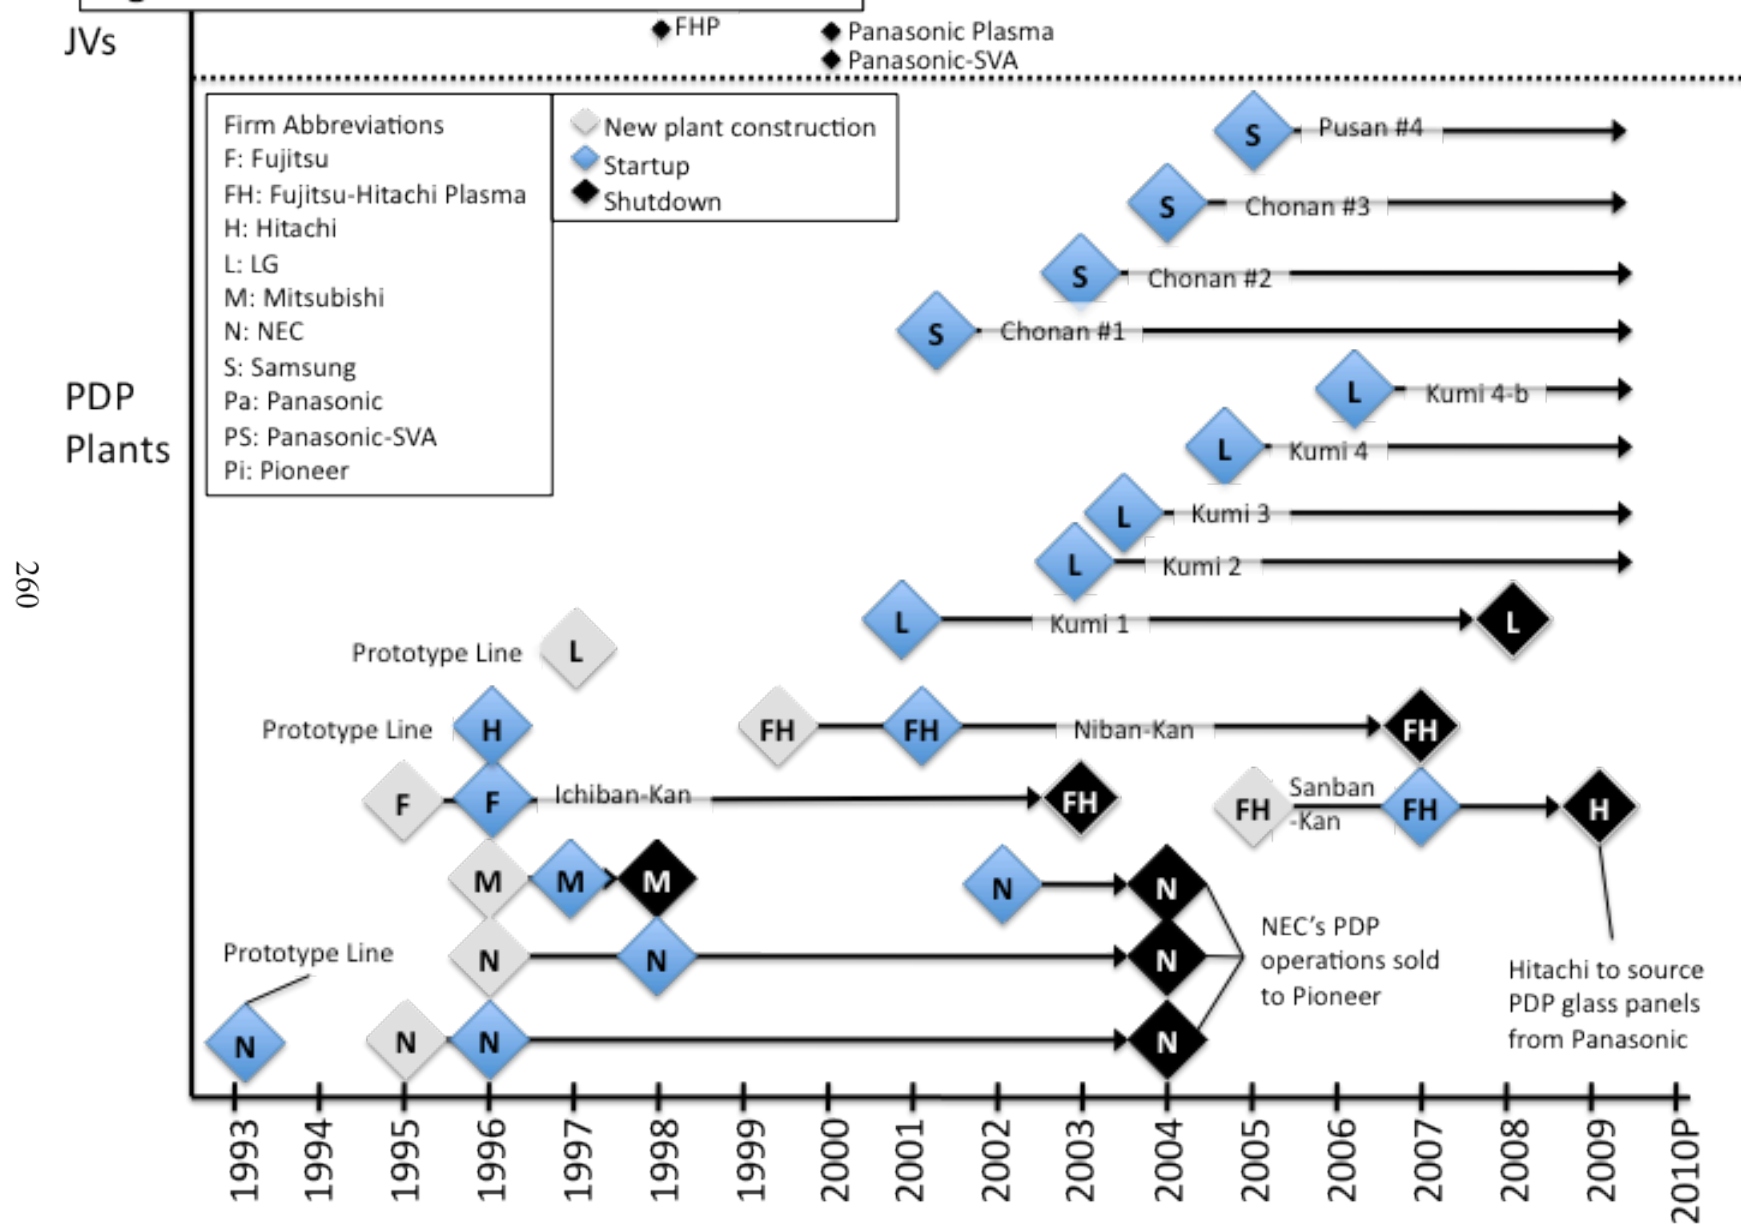 JVs
FHP
Panasonic Plasma
Panasonic-SVA
Firm Abbreviations
F: Fujitsu
FH: Fujitsu-Hitachi Plasma
H: Hitachi
L: LG
M: Mitsubishi
N: NEC
S: Samsung
Pa: Panasonic
PS: Panasonic-SVA
Pi: Pioneer
New plant construction
Startup
Shutdown
PDP
Plants
260
S Pusan #4
S Chonan #3
S Chonan #2
S Chonan #1
L Kumi 4-b
L Kumi 4
L Kumi 3
L Kumi 2
L Kumi 1 L
Prototype Line L
Prototype Line H
FH FH Niban-Kan FH
F F Ichiban-Kan FH
FH Sanban
-Kan FH H
M M M
N N
N N N
Prototype Line
N
N N N
NEC's PDP
operations sold
to Pioneer
Hitachi to source
PDP glass panels
from Panasonic
1993 1994 1995 1996 1997 1998 1999 2000 2001 2002 2003 2004 2005 2006 2007 2008 2009 2010P